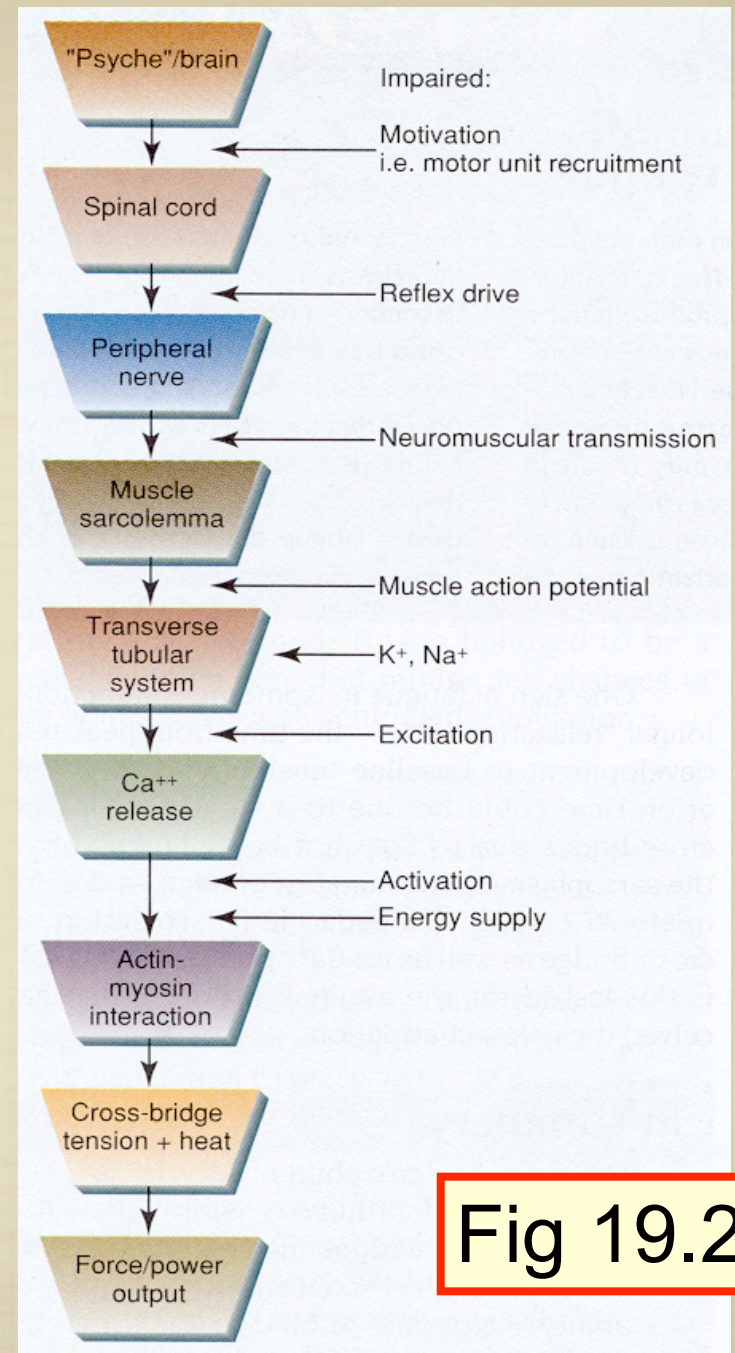 "Psyche"/brain
Impaired:
Motivation
i.e. motor unit recruitment
Spinal cord
Reflex drive
Peripheral
nerve
Neuromuscular transmission
Muscle
sarcolemma
Muscle action potential
Transverse
tubular
system
K+, Na+
Excitation
Ca++
release
Activation
Energy supply
Actin-
myosin
interaction
Cross-bridge
tension + heat
Fig 19.2
Force/power
output